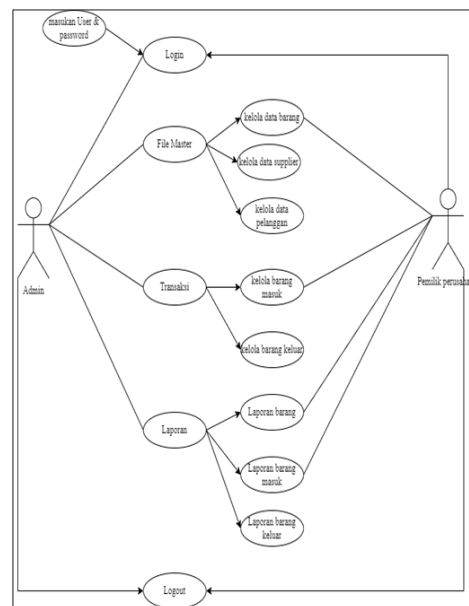 masukan User &
password
Login
kelola data barang
File Master
kelola data supplier
kelola data
pelanggan
Admin
Pemilik perusaha
Transaksi
kelola barang
masuk
kelola barang keluar
Laporan barang
Laporan
Laporan barang
masuk
Laporan barang
keluar
Logout